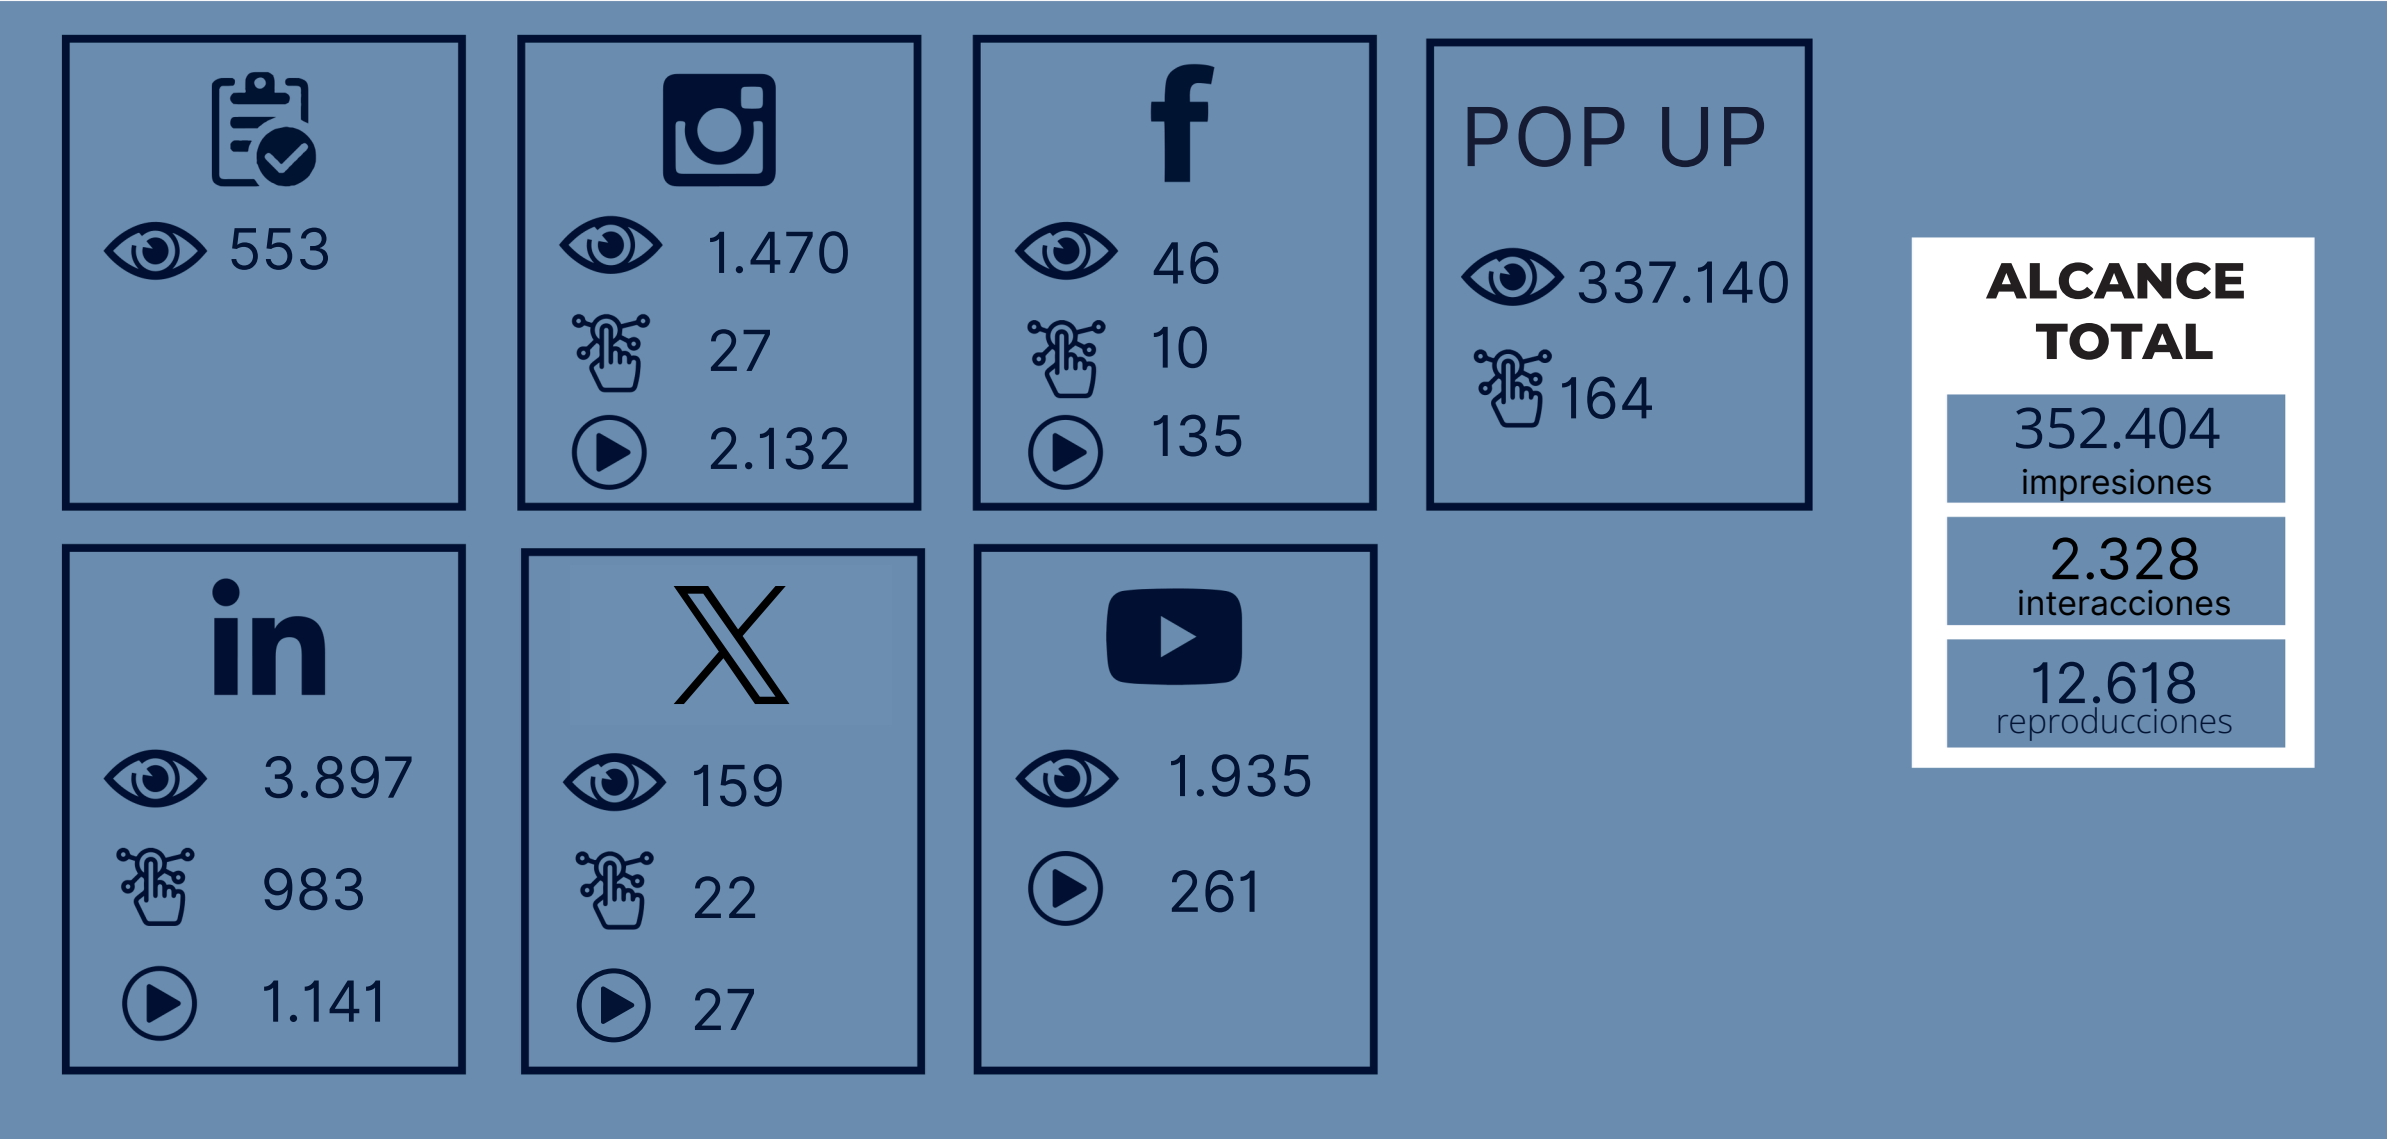 553
1.470
27
2.132
f
46
10
135
POP UP
337.140
164
in
3.897
983
1.141
X
159
22
27
1.935
261
ALCANCE
TOTAL
352.404
impresiones
2.328
interacciones
12.618
reproducciones